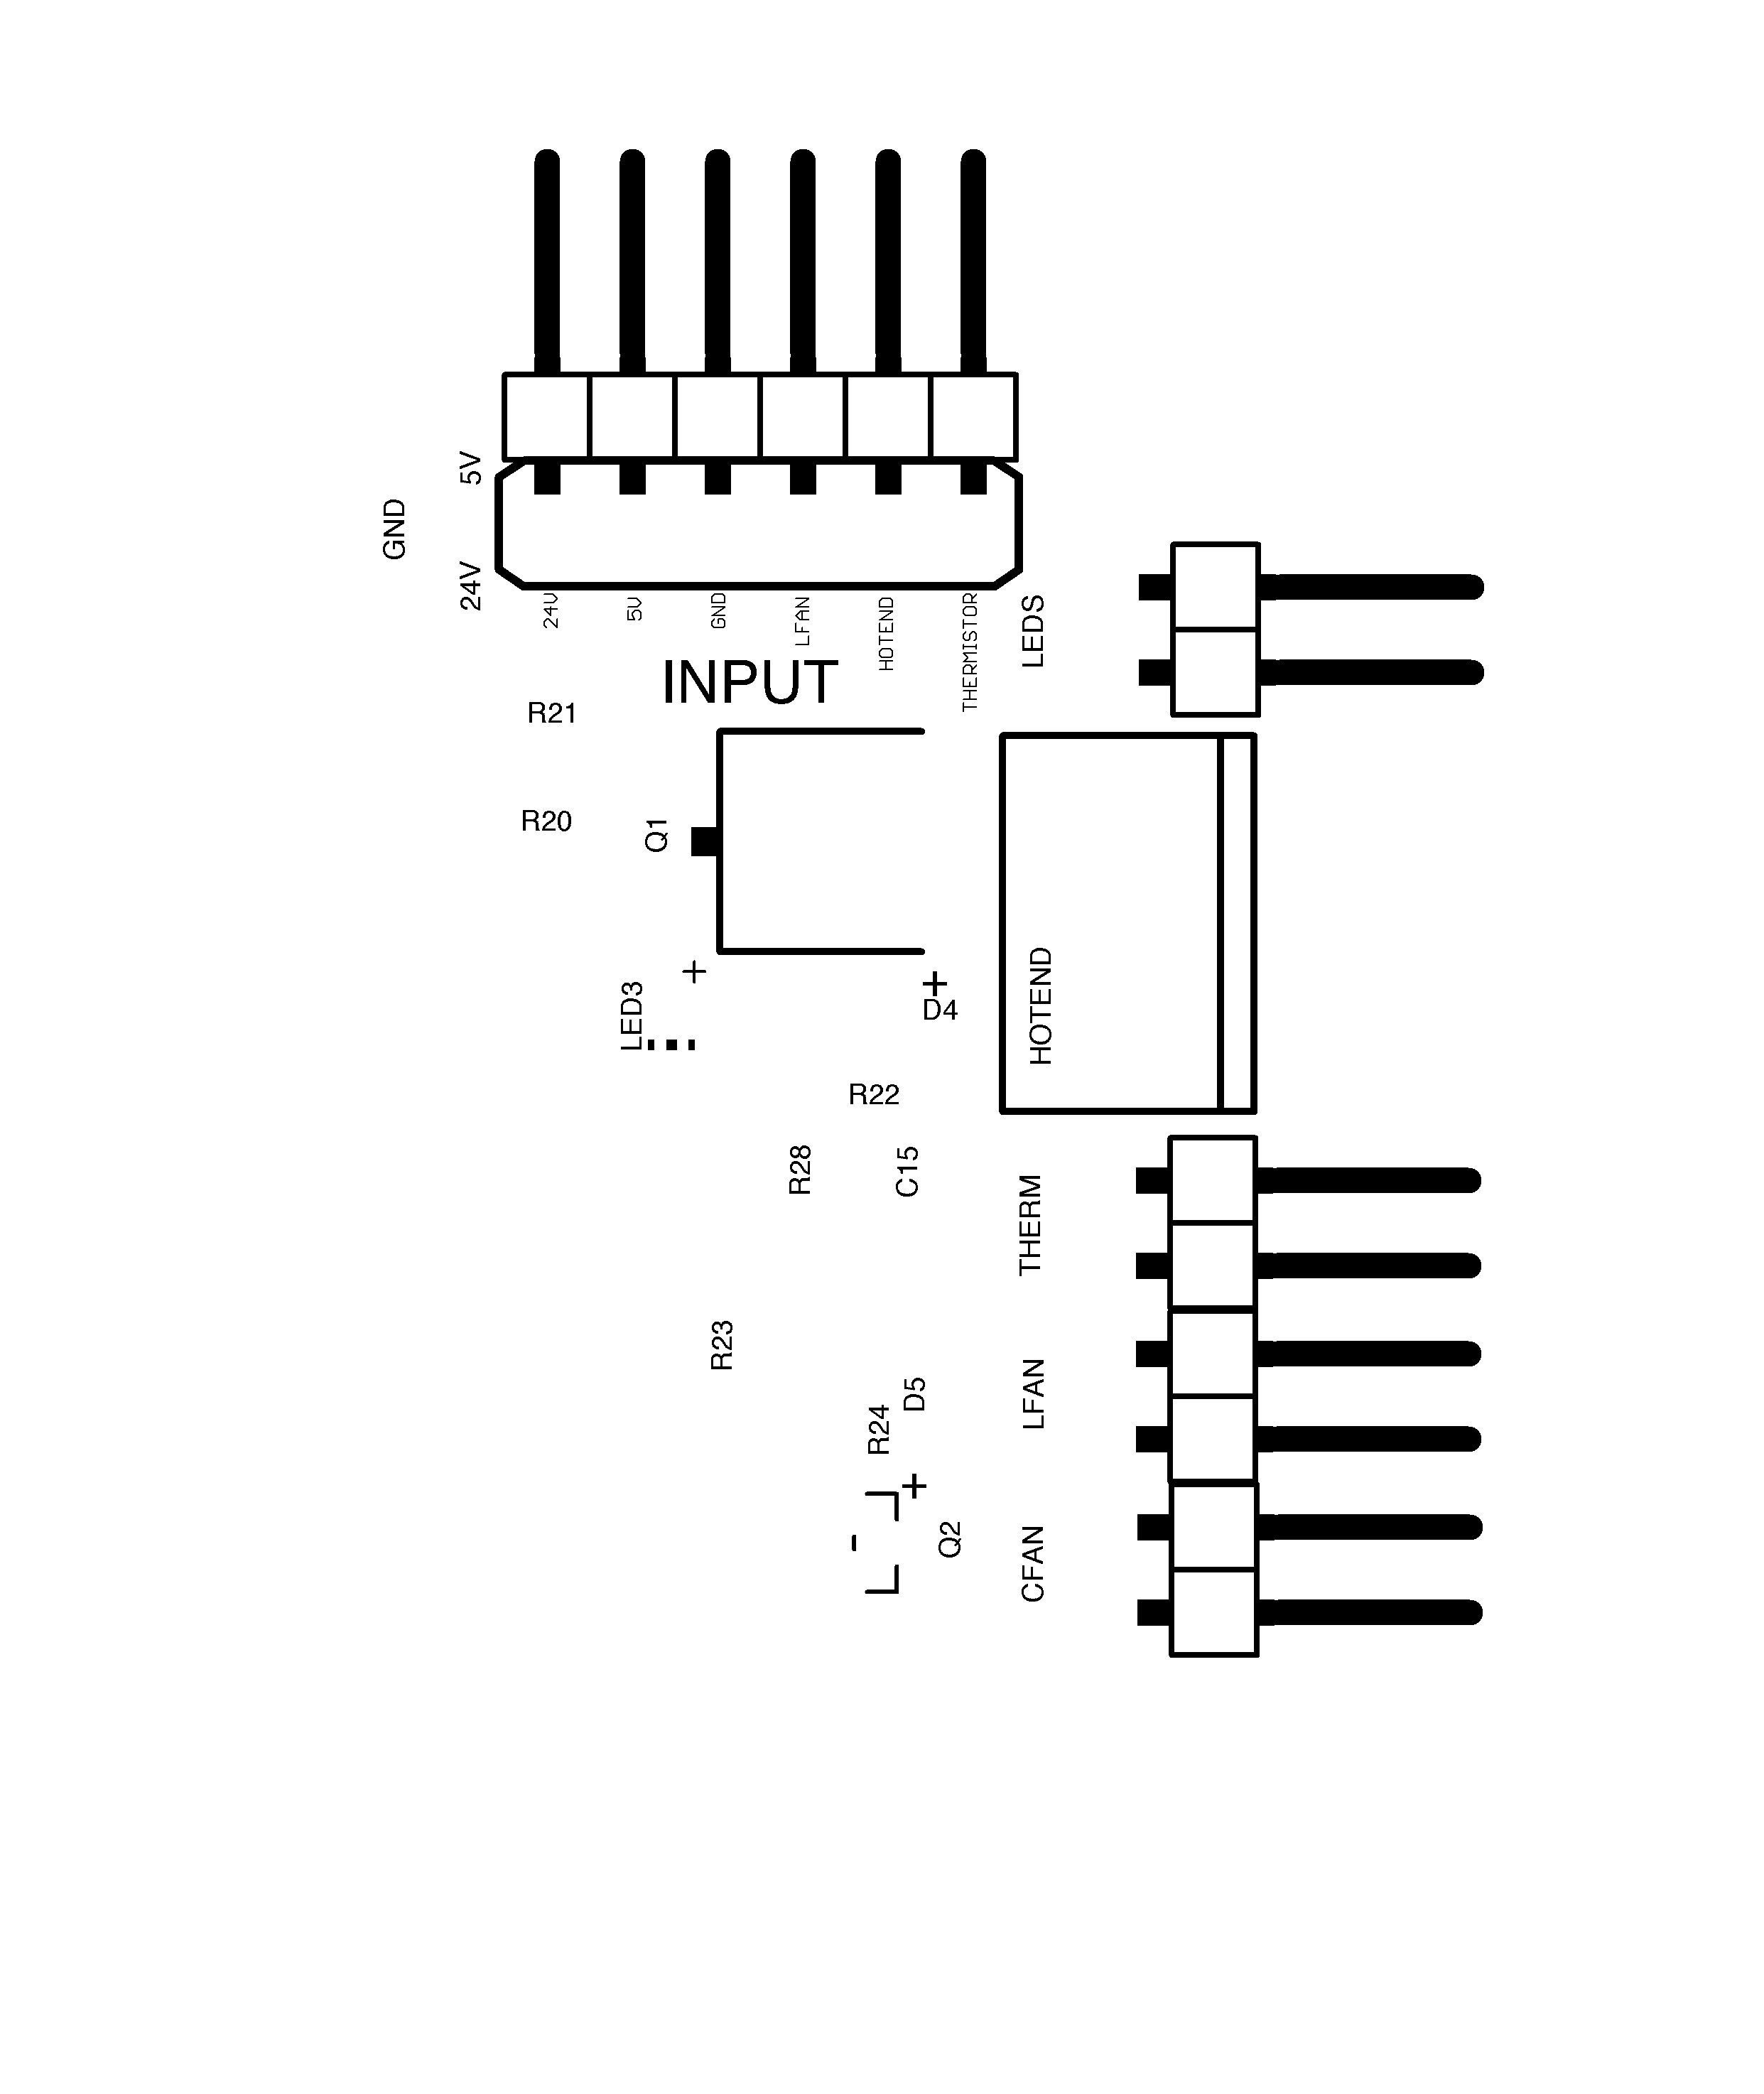 5V
GND
24V
24V
5V
GND
LFAN
HOTEND
THERMISTOR
LEDS
INPUT
R21
R20
Q1
+
+
LED3
D4
HOTEND
R22
R28
C15
THERM
R23
LFAN
D5
R24
+
Q2
CFAN